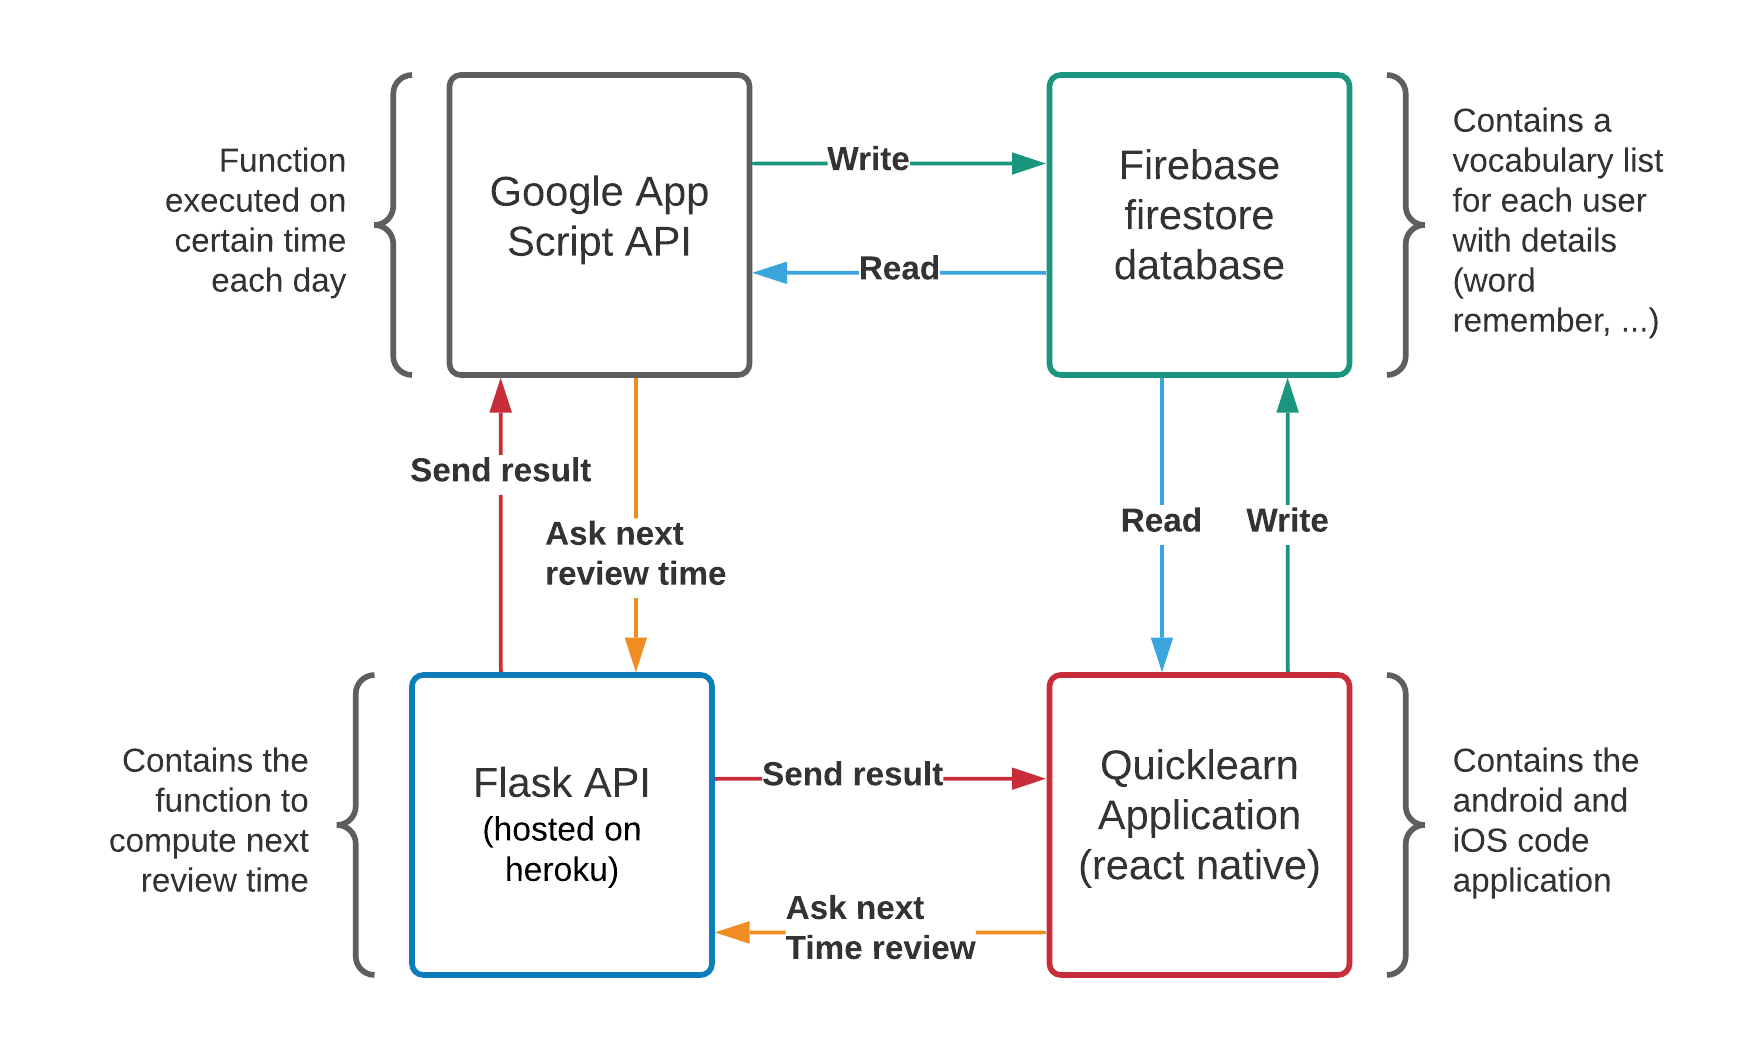 Function
executed on
certain time
each day
Google App
Script API
Write
Read
Firebase
firestore
database
Contains a
vocabulary list
for each user
with details
(word
remember, ...)
Send result
Ask next
review time
Read
Write
Contains the
function to
compute next
review time
Flask API
(hosted on
heroku)
Send result
Ask next
Time review
Quicklearn
Application
(react native)
Contains the
android and
iOS code
application